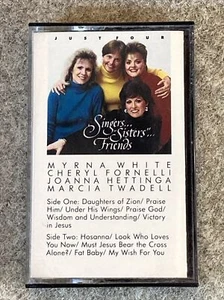 JUST FOUR
Singers...
Sisters...
Friends
MYRNA WHITE
CHERYL FORNELLI
JOANNA HETTINGA
MARCIA TWADELL
Side One: Daughters of Zion/ Praise
Him/ Under His Wings/ Praise God/
Wisdom and Understanding/ Victory
in Jesus
Side Two: Hosanna/ Look Who Loves
You Now/ Must Jesus Bear the Cross
Alone?/ Fat Baby/ My Wish For You